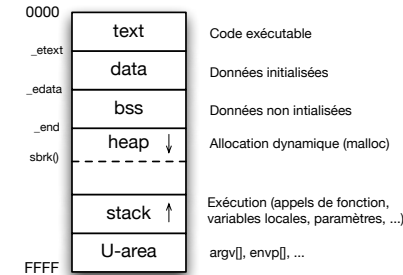 0000
text
Code exécutable
_etext
data
Données initialisées
_edata
bss
Données non intialisées
_end
heap ↓
Allocation dynamique (malloc)
sbrk()
stack ↑
Exécution (appels de fonction,
variables locales, paramètres, ...)
U-area
argv[], envp[], ...
FFFF